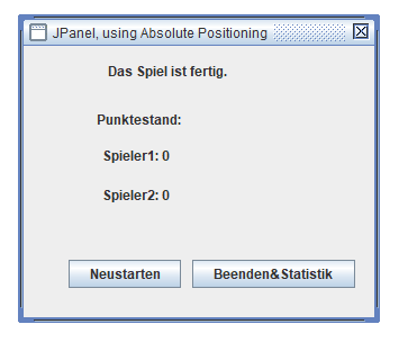 JPanel, using Absolute Positioning
Das Spiel ist fertig.
Punktestand:
Spieler1: 0
Spieler2: 0
Neustarten Beenden&Statistik